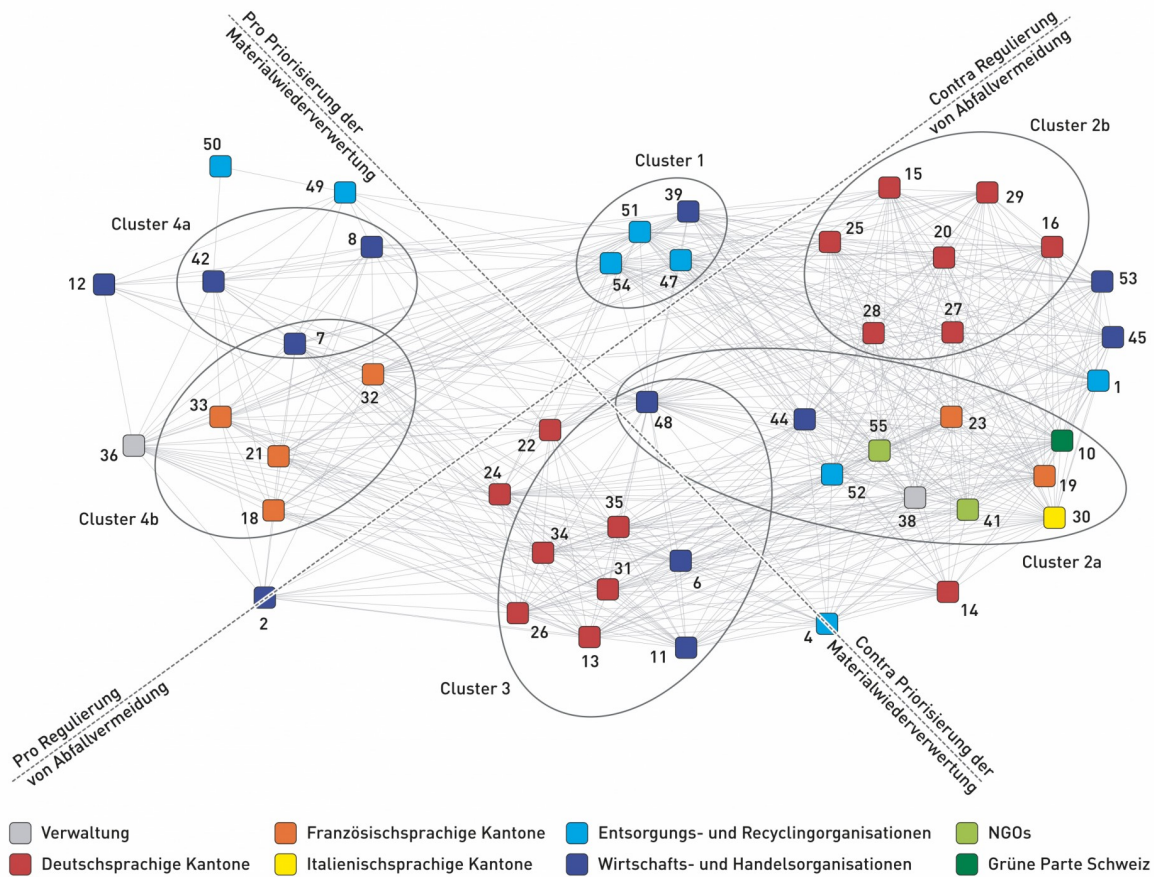 Pro Priorisierung der
Materialwiederverwertung
Contra Regulierung
von Abfallvermeidung
Cluster 2b
Cluster 1
Cluster 4a
50
49
8
42
12
7
32
33
21
36
18
Cluster 4b
2
39
51
54
47
15
29
25
20
16
28
27
53
45
1
48
44
55
23
10
52
38
41
19
30
Cluster 2a
22
24
35
34
31
6
26
13
11
Cluster 3
14
4
Pro Regulierung
von Abfallvermeidung
Contra Priorisierung der
Materialwiederverwertung
Verwaltung
Französischsprachige Kantone
Entsorgungs- und Recyclingorganisationen
NGOs
Deutschsprachige Kantone
Italienischsprachige Kantone
Wirtschafts- und Handelsorganisationen
Grüne Parte Schweiz